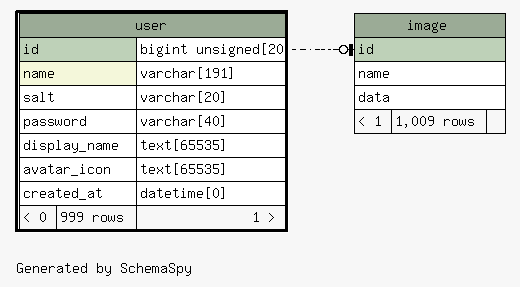 user
id bigint unsigned[20
name varchar[191]
salt varchar[20]
password varchar[40]
display_name text[65535]
avatar_icon text[65535]
created_at datetime[0]
< 0 999 rows 1 >
image
id
name
data
< 1 1,009 rows
Generated by SchemaSpy